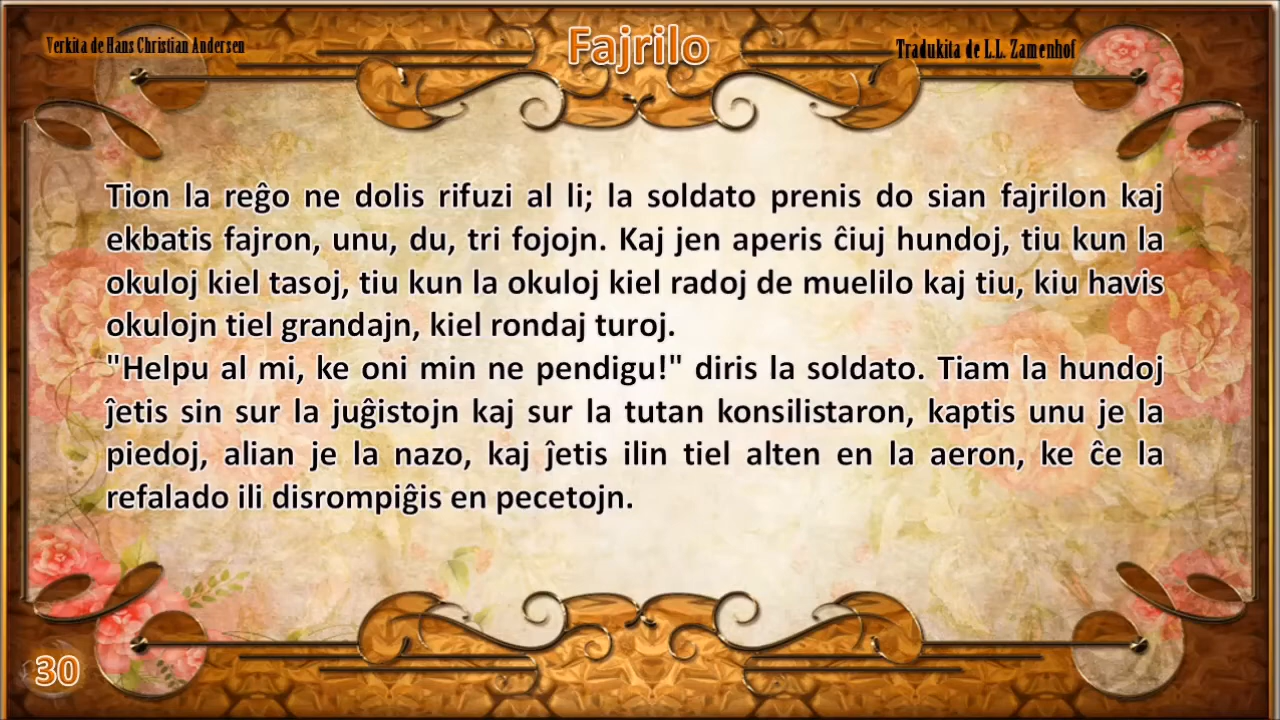 Verkita de Hans Christian Andersen
Fajrilo
Tradukita de L.L. Zamenhof
Tion la reĝo ne dolis rifuzi al li; la soldato prenis do sian fajrilon kaj
ekbatis fajron, unu, du, tri fojojn. Kaj jen aperis ĉiuj hundoj, tiu kun la
okuloj kiel tasoj, tiu kun la okuloj kiel radoj de muelilo kaj tiu, kiu havis
okulojn tiel grandajn, kiel rondaj turoj.
"Helpu al mi, ke oni min ne pendigu!" diris la soldato. Tiam la hundoj
ĵetis sin sur la juĝistojn kaj sur la tutan konsilistaron, kaptis unu je la
piedoj, alian je la nazo, kaj ĵetis ilin tiel alten en la aeron, ke ĉe la
refalado ili disrompiĝis en pecetojn.
30